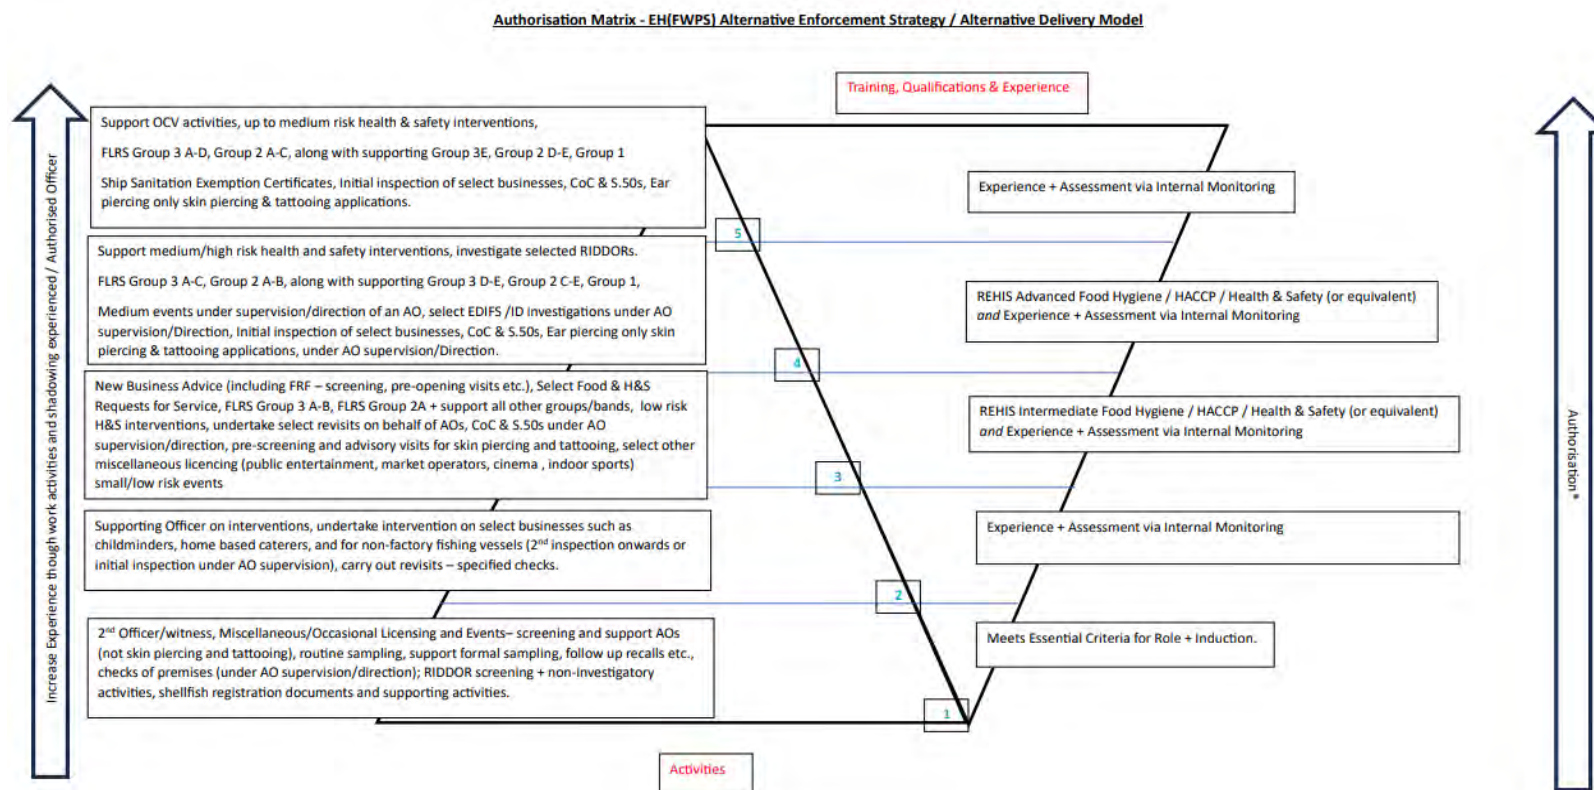 Authorisation Matrix - EH(FWPS) Alternative Enforcement Strategy / Alternative Delivery Model
Training, Qualifications & Experience
Increase Experience though work activities and shadowing experienced / Authorised Officer
Support OCV activities, up to medium risk health & safety interventions,
FLRS Group 3 A-D, Group 2 A-C, along with supporting Group 3E, Group 2 D-E, Group 1
Ship Sanitation Exemption Certificates, Initial inspection of select businesses, CoC & S.50s, Ear
piercing only skin piercing & tattooing applications.
Experience + Assessment via Internal Monitoring
5
Support medium/high risk health and safety interventions, investigate selected RIDDORs.
FLRS Group 3 A-C, Group 2 A-B, along with supporting Group 3 D-E, Group 2 C-E, Group 1,
Medium events under supervision/direction of an AO, select EDIFS /ID investigations under AO
supervision/Direction, Initial inspection of select businesses, CoC & S.50s, Ear piercing only skin
piercing & tattooing applications, under AO supervision/Direction.
REHIS Advanced Food Hygiene / HACCP / Health & Safety (or equivalent)
and Experience + Assessment via Internal Monitoring
4
New Business Advice (including FRF – screening, pre-opening visits etc.), Select Food & H&S
Requests for Service, FLRS Group 3 A-B, FLRS Group 2A + support all other groups/bands, low risk
H&S interventions, undertake select revisits on behalf of AOs, CoC & S.50s under AO
supervision/direction, pre-screening and advisory visits for skin piercing and tattooing, select other
miscellaneous licencing (public entertainment, market operators, cinema , indoor sports)
small/low risk events
REHIS Intermediate Food Hygiene / HACCP / Health & Safety (or equivalent)
and Experience + Assessment via Internal Monitoring
3
Supporting Officer on interventions, undertake intervention on select businesses such as
childminders, home based caterers, and for non-factory fishing vessels (2nd inspection onwards or
initial inspection under AO supervision), carry out revisits – specified checks.
Experience + Assessment via Internal Monitoring
2
2nd Officer/witness, Miscellaneous/Occasional Licensing and Events– screening and support AOs
(not skin piercing and tattooing), routine sampling, support formal sampling, follow up recalls etc.,
checks of premises (under AO supervision/direction); RIDDOR screening + non-investigatory
activities, shellfish registration documents and supporting activities.
Meets Essential Criteria for Role + Induction.
1
Activities
Authorisation*